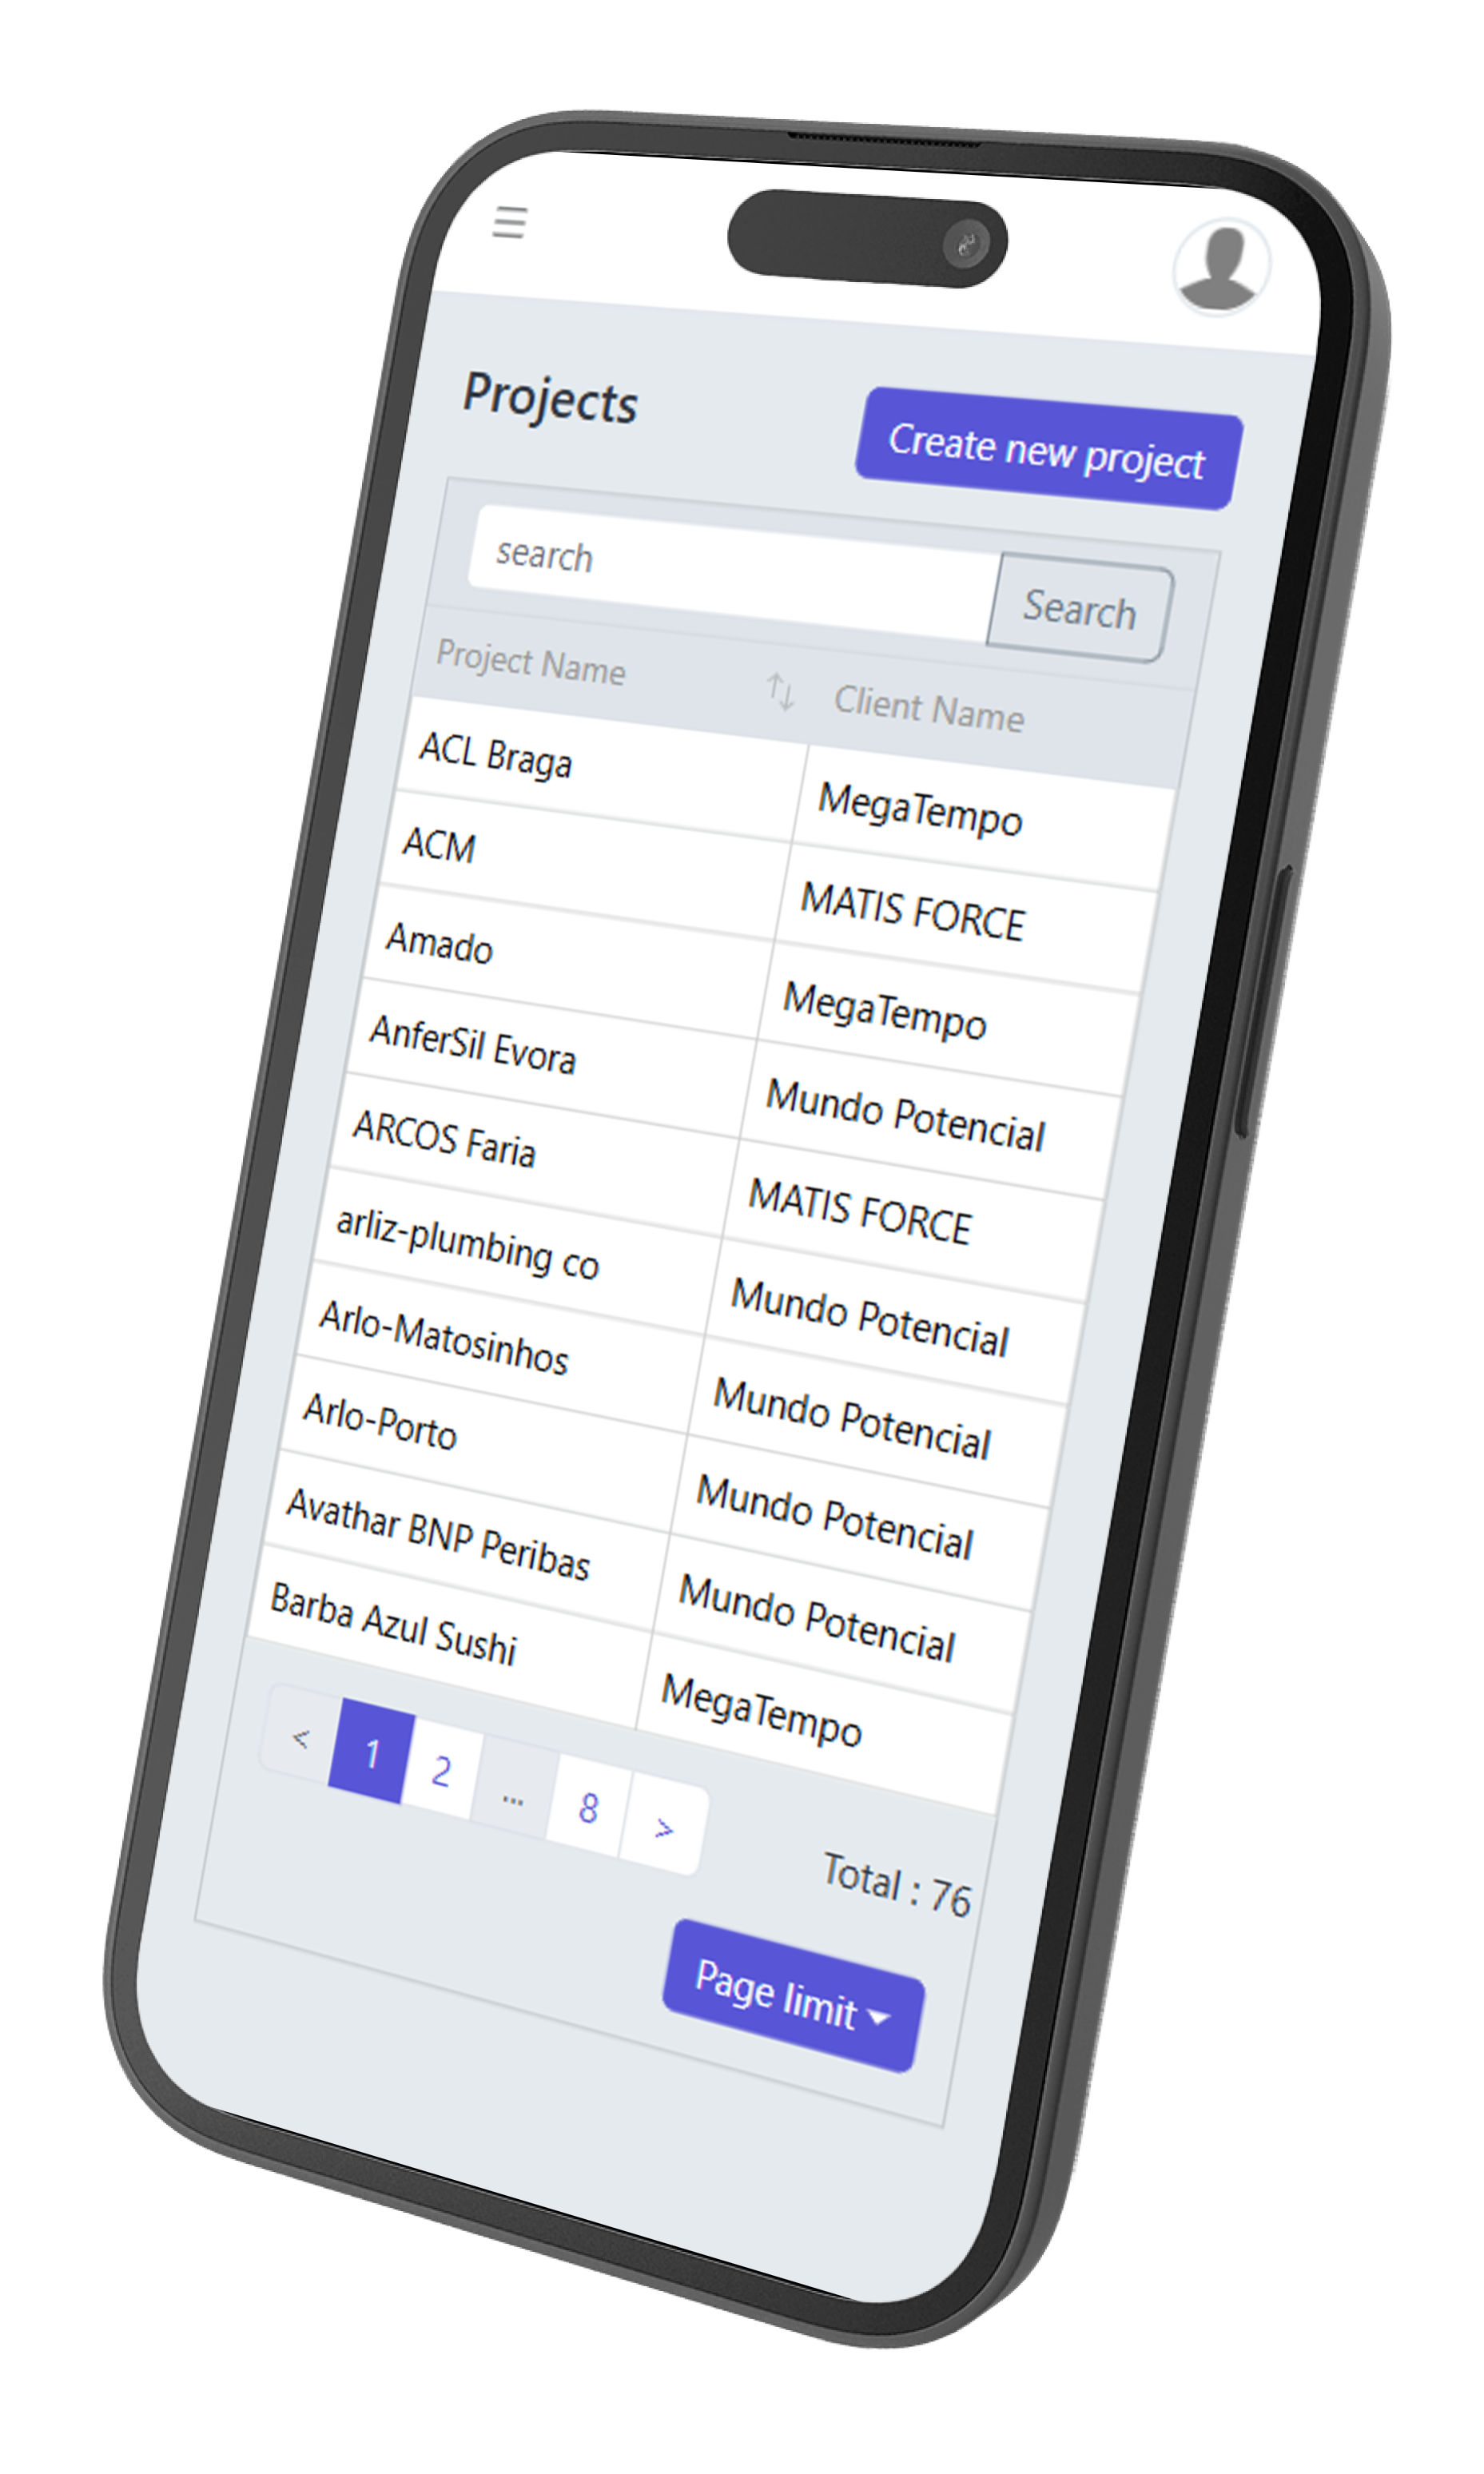 Projects
Create new project
search
Search
Project Name
Client Name
ACL Braga MegaTempo
ACM MATIS FORCE
Amado MegaTempo
AnferSil Evora Mundo Potencial
ARCOS Faria MATIS FORCE
arliz-plumbing co Mundo Potencial
Arlo-Matosinhos Mundo Potencial
Arlo-Porto Mundo Potencial
Avathar BNP Peribas Mundo Potencial
Barba Azul Sushi MegaTempo
< 1 2 ... 8 >
Total : 76
Page limit